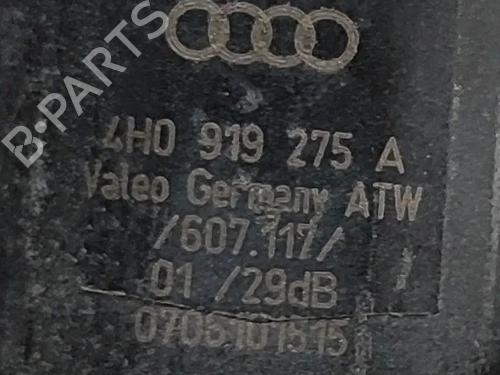 B·PARTS
4H0 919 275 A
Valeo Germany ATW
/607.117/
01 /29dB
0706101515